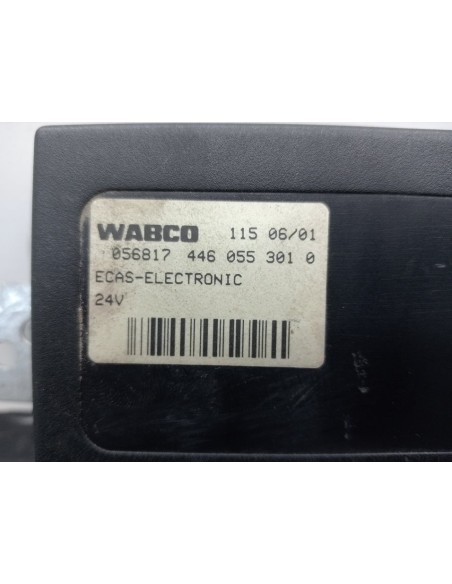 WABCO 115 06/01
056817 446 055 301 0
ECAS-ELECTRONIC
24V